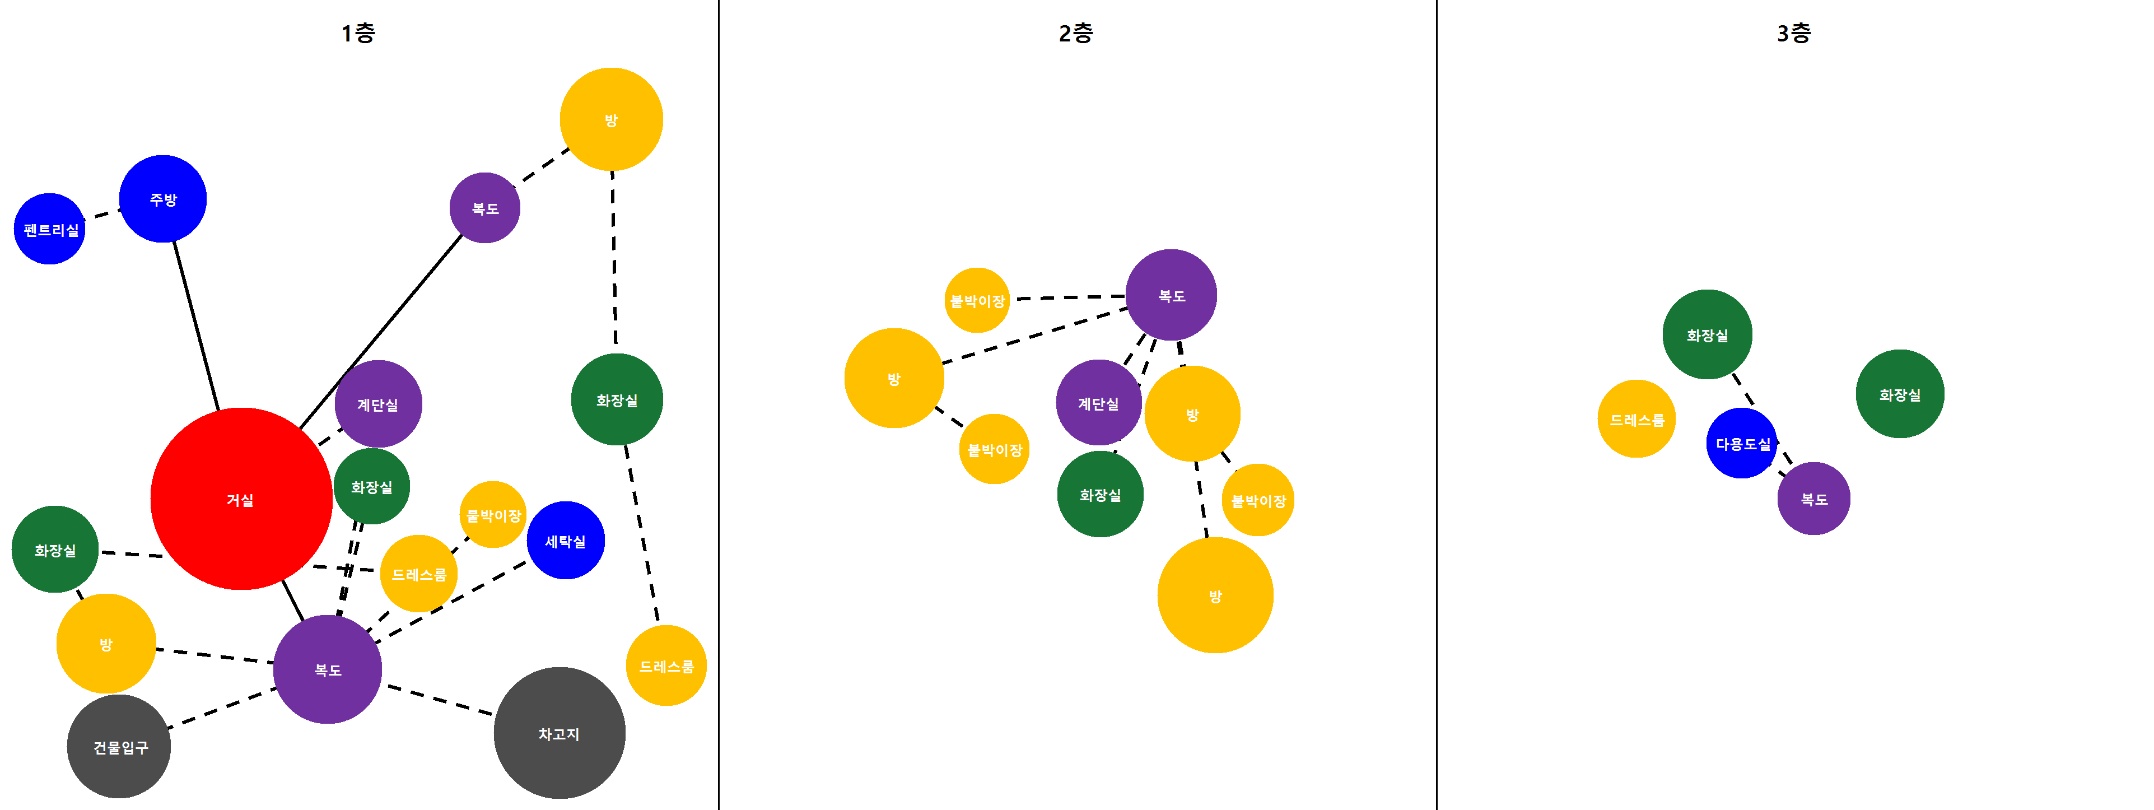 1층
방
주방
복도
펜트리실
계단실
화장실
화장실
거실
붙박이장
세탁실
화장실
드레스룸
방
복도
드레스룸
차고지
건물입구
2층
복도
붙박이장
방
계단실
방
붙박이장
화장실
붙박이장
방
3층
화장실
화장실
드레스룸
다용도실
복도